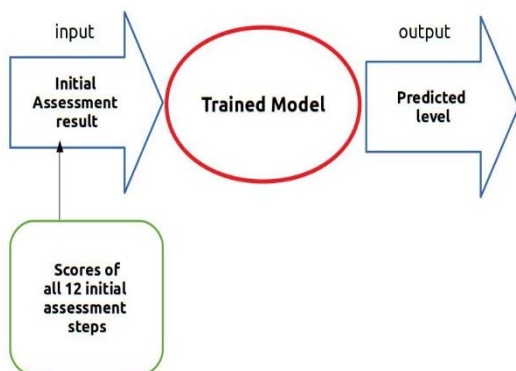 input
Initial
Assessment
result
Trained Model
output
Predicted
level
Scores of
all 12 initial
assessment
steps